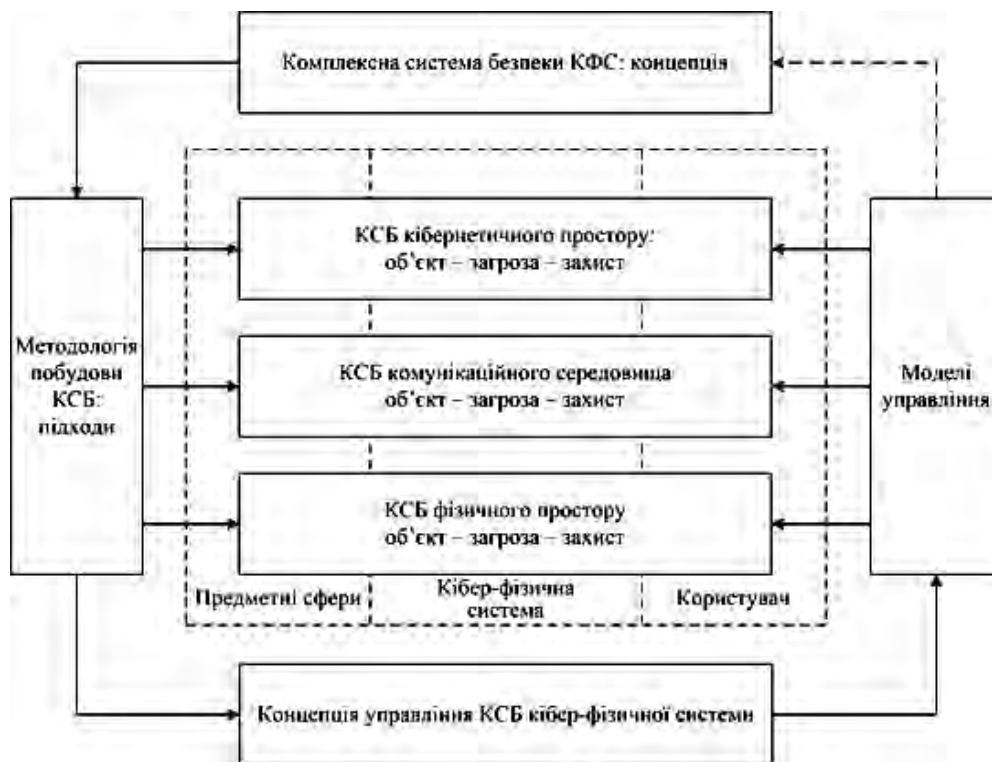 Комплексна система безпеки КФС: концепція
КСБ кібернетичного простору:
об'єкт – загроза – захист
Методологія
побудови
КСБ:
підходи
КСБ комунікаційного середовища
об'єкт – загроза – захист
Моделі
управління
КСБ фізичного простору
об'єкт – загроза – захист
Предметні сфери
Кібер-фізична
система
Користувач
Концепція управління КСБ кібер-фізичної системи